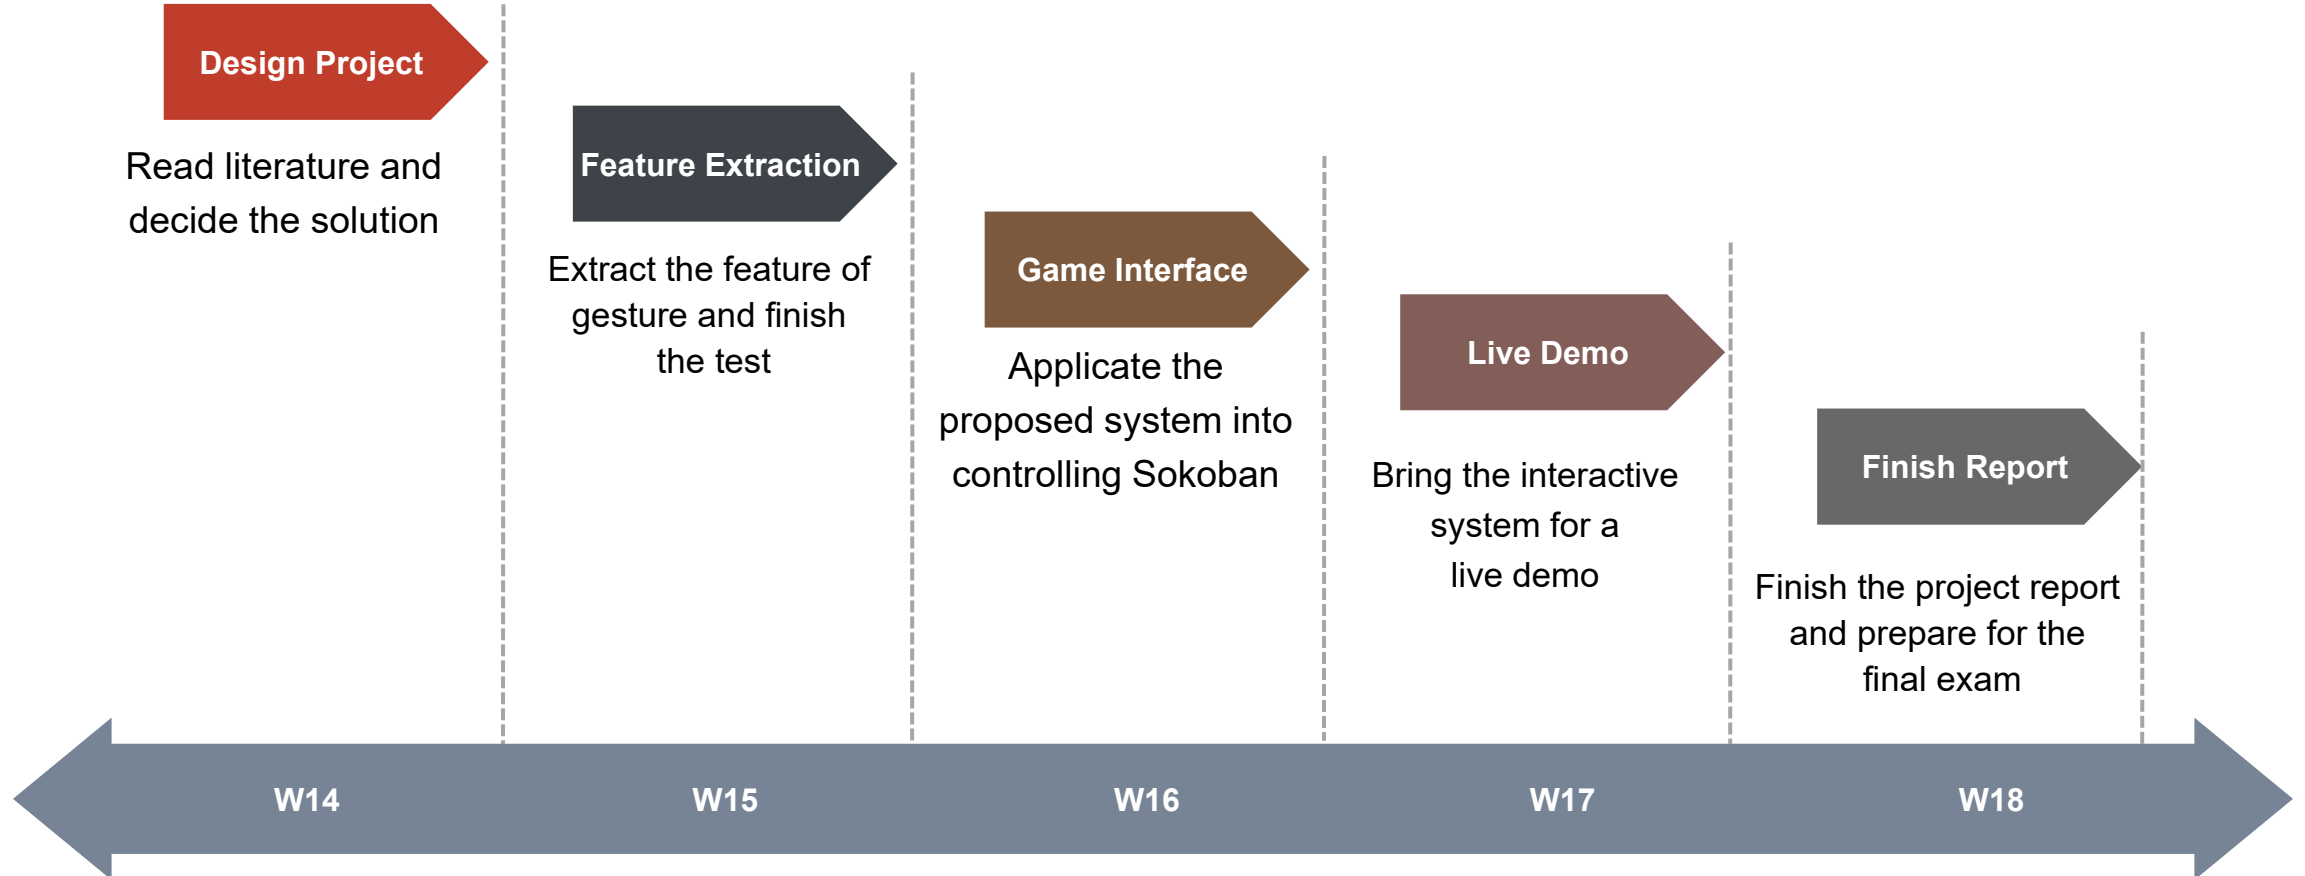 Design Project
Read literature and
decide the solution
Feature Extraction
Extract the feature of
gesture and finish
the test
Game Interface
Applicate the
proposed system into
controlling Sokoban
Live Demo
Bring the interactive
system for a
live demo
Finish Report
Finish the project report
and prepare for the
final exam
W14
W15
W16
W17
W18